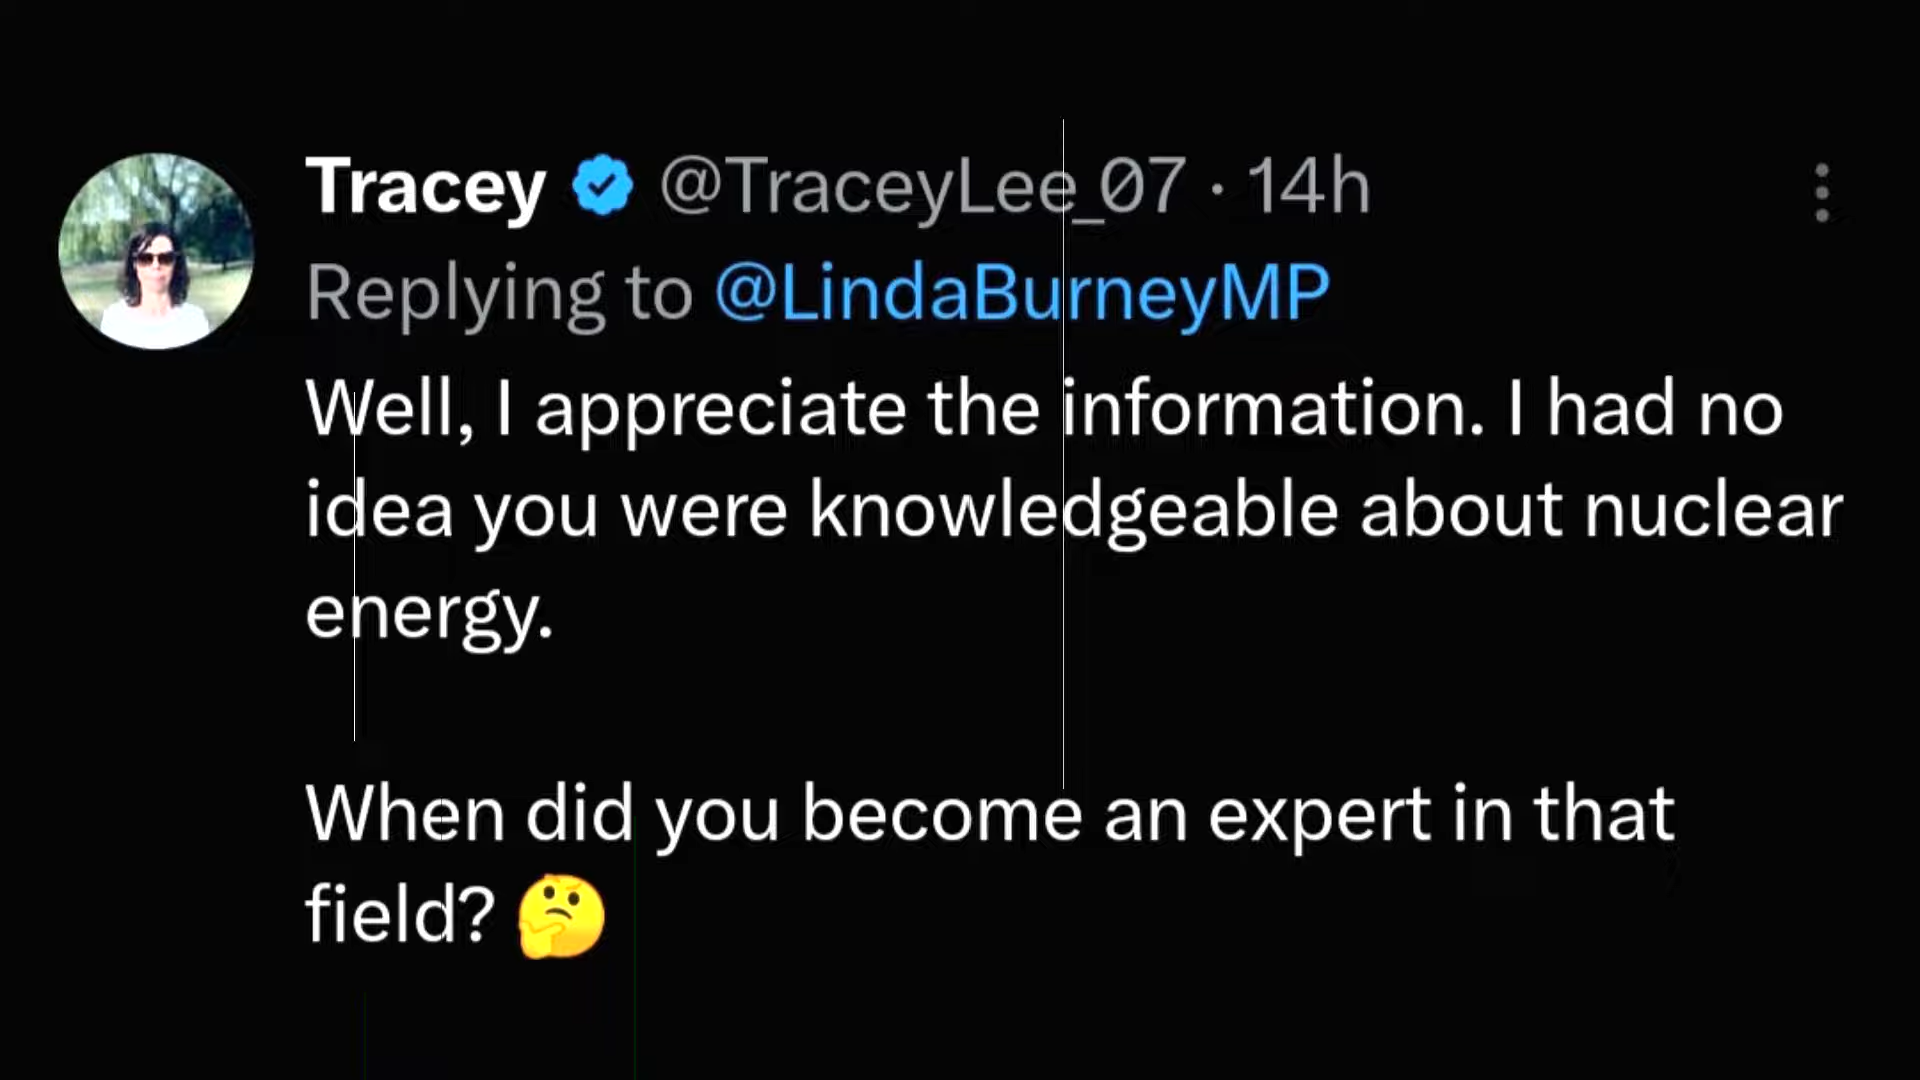 Tracey @TraceyLee_07 · 14h
Replying to @LindaBurneyMP
Well, I appreciate the information. I had no
idea you were knowledgeable about nuclear
energy.
When did you become an expert in that
field? 🤔